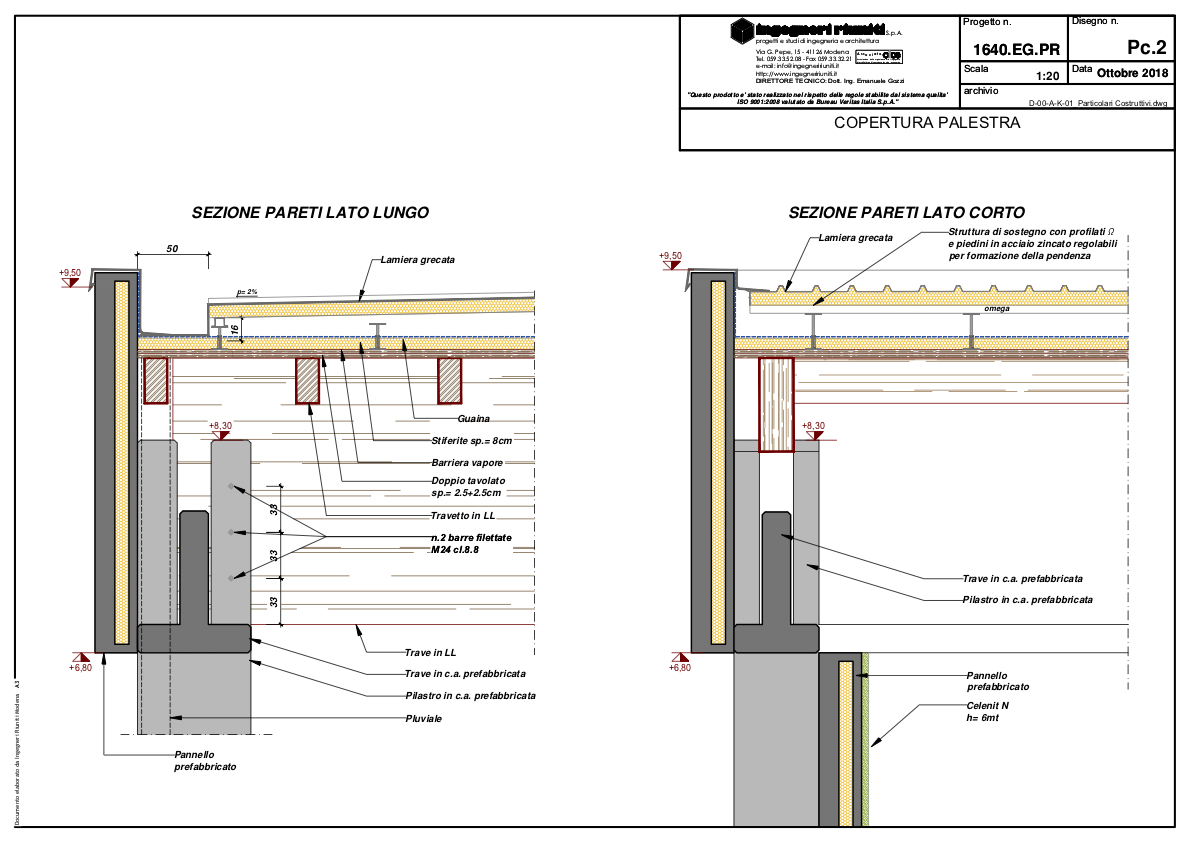 ingegneri riuniti S.p.A.
progetti e studi di ingegneria e architettura
Via G. Pepe, 15 - 41126 Modena
Tel. 059.33.52.08 - Fax 059.33.32.21
e-mail: info@ingegneririuniti.it
http://www.ingegneririuniti.it
DIRETTORE TECNICO: Dott. Ing. Emanuele Gozzi
"Questo prodotto e' stato realizzato nel rispetto delle regole stabilite dal sistema qualita'
ISO 9001:2008 valutato da Bureau Veritas Italia S.p.A."
Progetto n.
1640.EG.PR
Disegno n.
Pc.2
Scala
1:20
Data Ottobre 2018
archivio
D-00-A-K-01_Particolari Costruttivi.dwg
COPERTURA PALESTRA
SEZIONE PARETI LATO LUNGO
50
+9,50
Lamiera grecata
p= 2%
16
+8,30
Guaina
Stiferite sp.= 8cm
Barriera vapore
Doppio tavolato
sp.= 2.5+2.5cm
Travetto in LL
n.2 barre filettate
M24 cl.8.8
33
33
33
Trave in LL
+6,80
Trave in c.a. prefabbricata
Pilastro in c.a. prefabbricata
Pluviale
Pannello
prefabbricato
SEZIONE PARETI LATO CORTO
Lamiera grecata
Struttura di sostegno con profilati Ω
e piedini in acciaio zincato regolabili
per formazione della pendenza
+9,50
omega
+8,30
Trave in c.a. prefabbricata
Pilastro in c.a. prefabbricata
+6,80
Pannello
prefabbricato
Celenit N
h= 6mt
Documento elaborato da Ingegneri Riuniti Modena A3